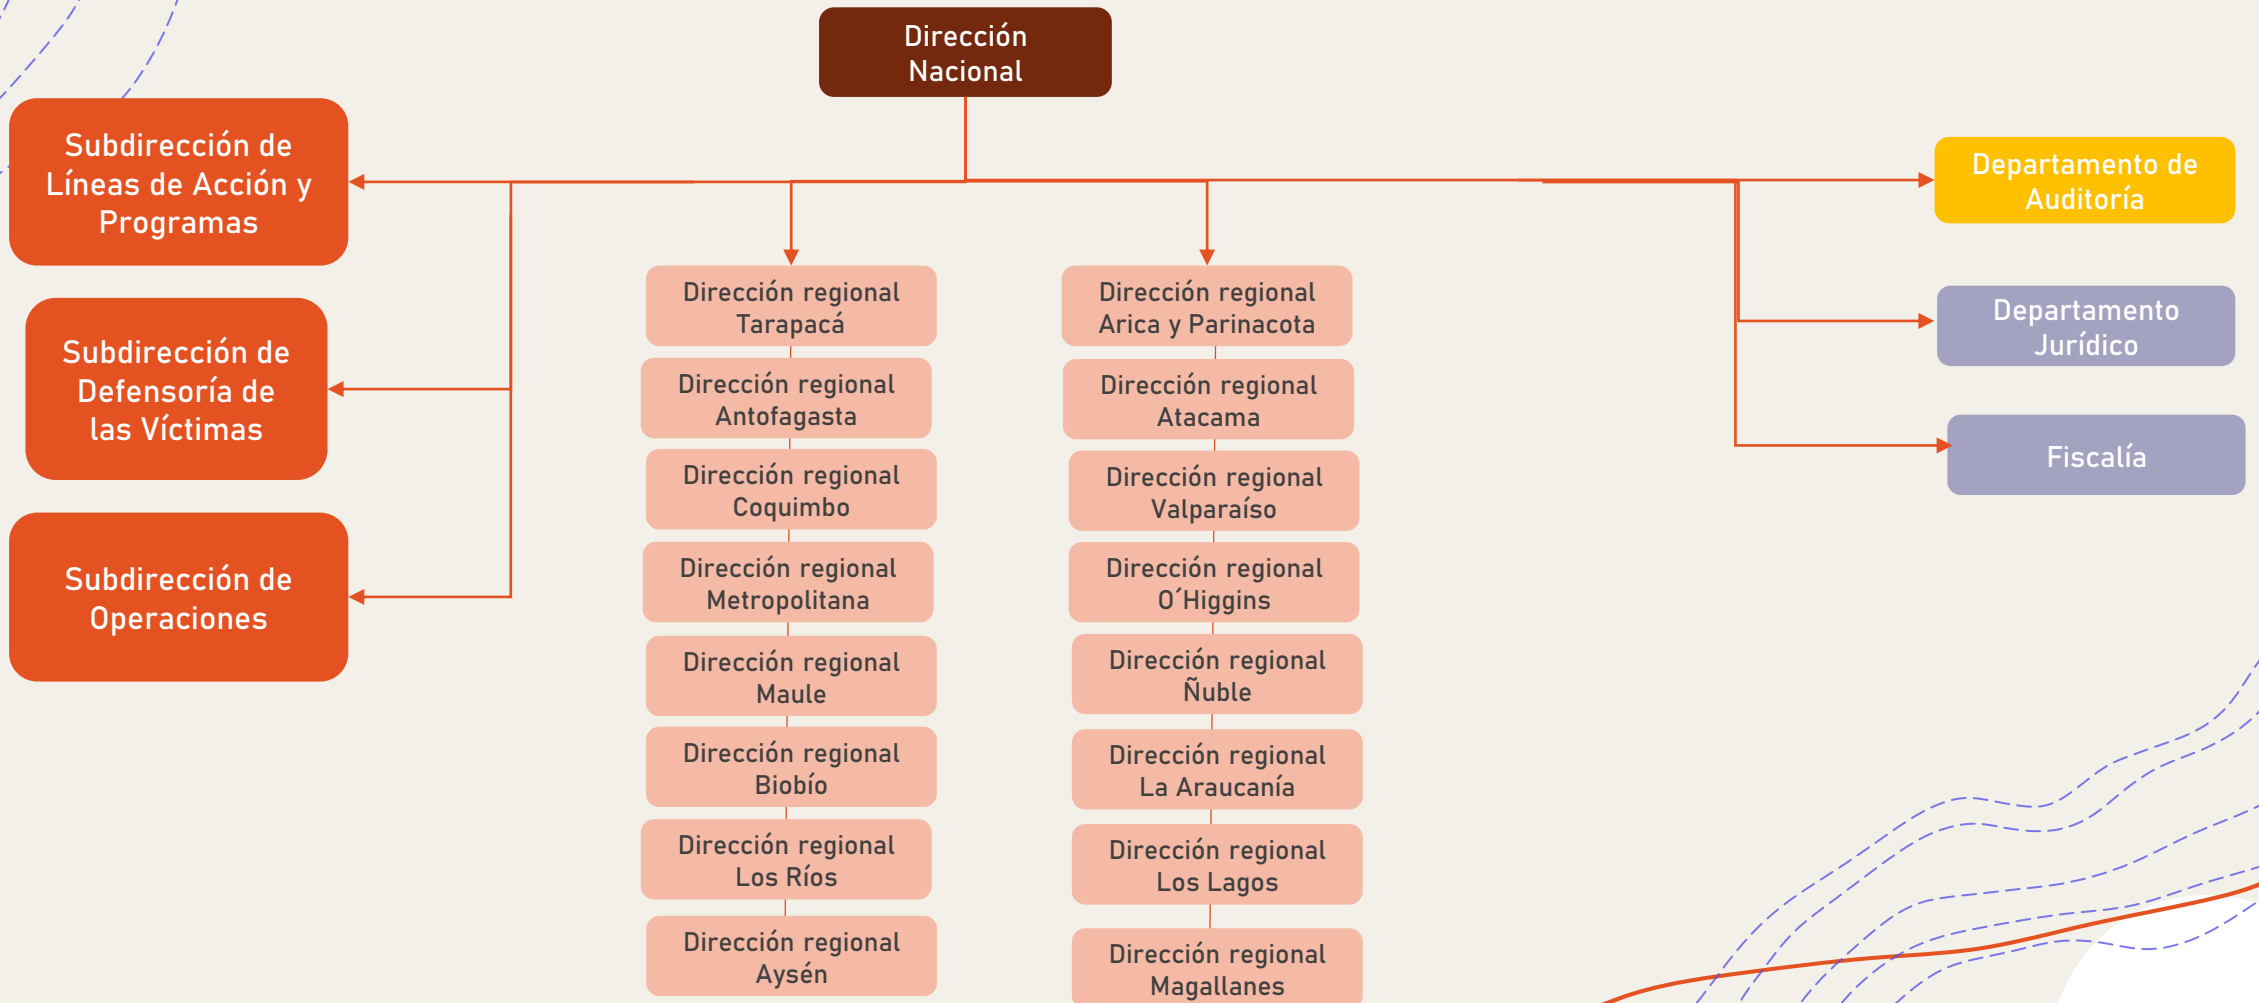 Dirección
Nacional
Subdirección de
Líneas de Acción y
Programas
Subdirección de
Defensoría de
las Víctimas
Subdirección de
Operaciones
Dirección regional
Tarapacá
Dirección regional
Antofagasta
Dirección regional
Coquimbo
Dirección regional
Metropolitana
Dirección regional
Maule
Dirección regional
Biobío
Dirección regional
Los Ríos
Dirección regional
Aysén
Dirección regional
Arica y Parinacota
Dirección regional
Atacama
Dirección regional
Valparaíso
Dirección regional
O´Higgins
Dirección regional
Ñuble
Dirección regional
La Araucanía
Dirección regional
Los Lagos
Dirección regional
Magallanes
Departamento de
Auditoría
Departamento
Jurídico
Fiscalía